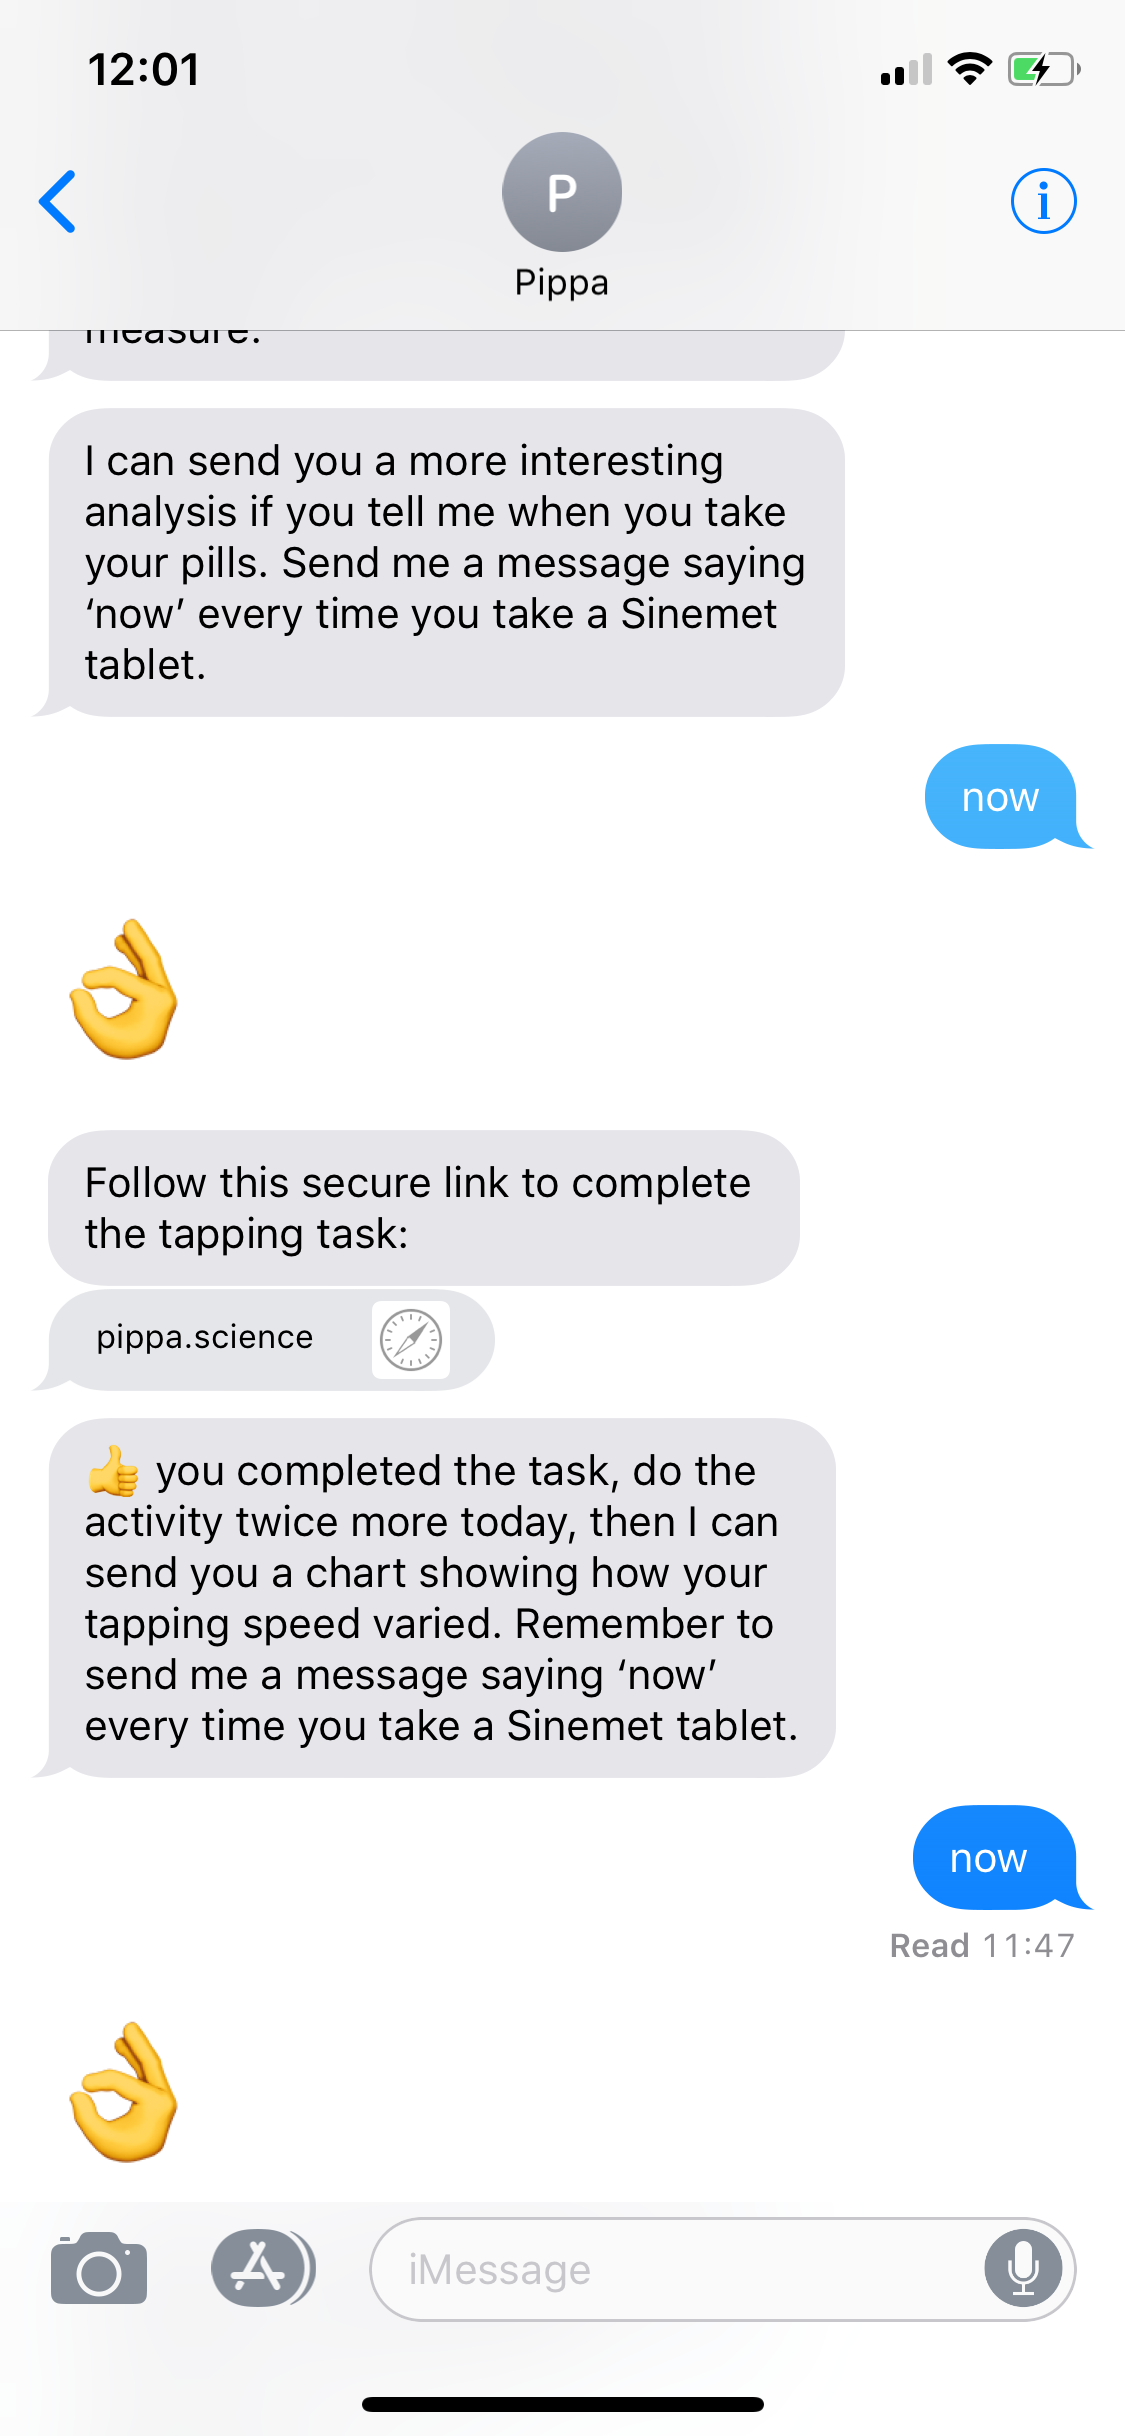 12:01
P
Pippa
measure.
I can send you a more interesting
analysis if you tell me when you take
your pills. Send me a message saying
‘now’ every time you take a Sinemet
tablet.
now
Follow this secure link to complete
the tapping task:
pippa.science
👍 you completed the task, do the
activity twice more today, then I can
send you a chart showing how your
tapping speed varied. Remember to
send me a message saying ‘now’
every time you take a Sinemet tablet.
now
Read 11:47
iMessage